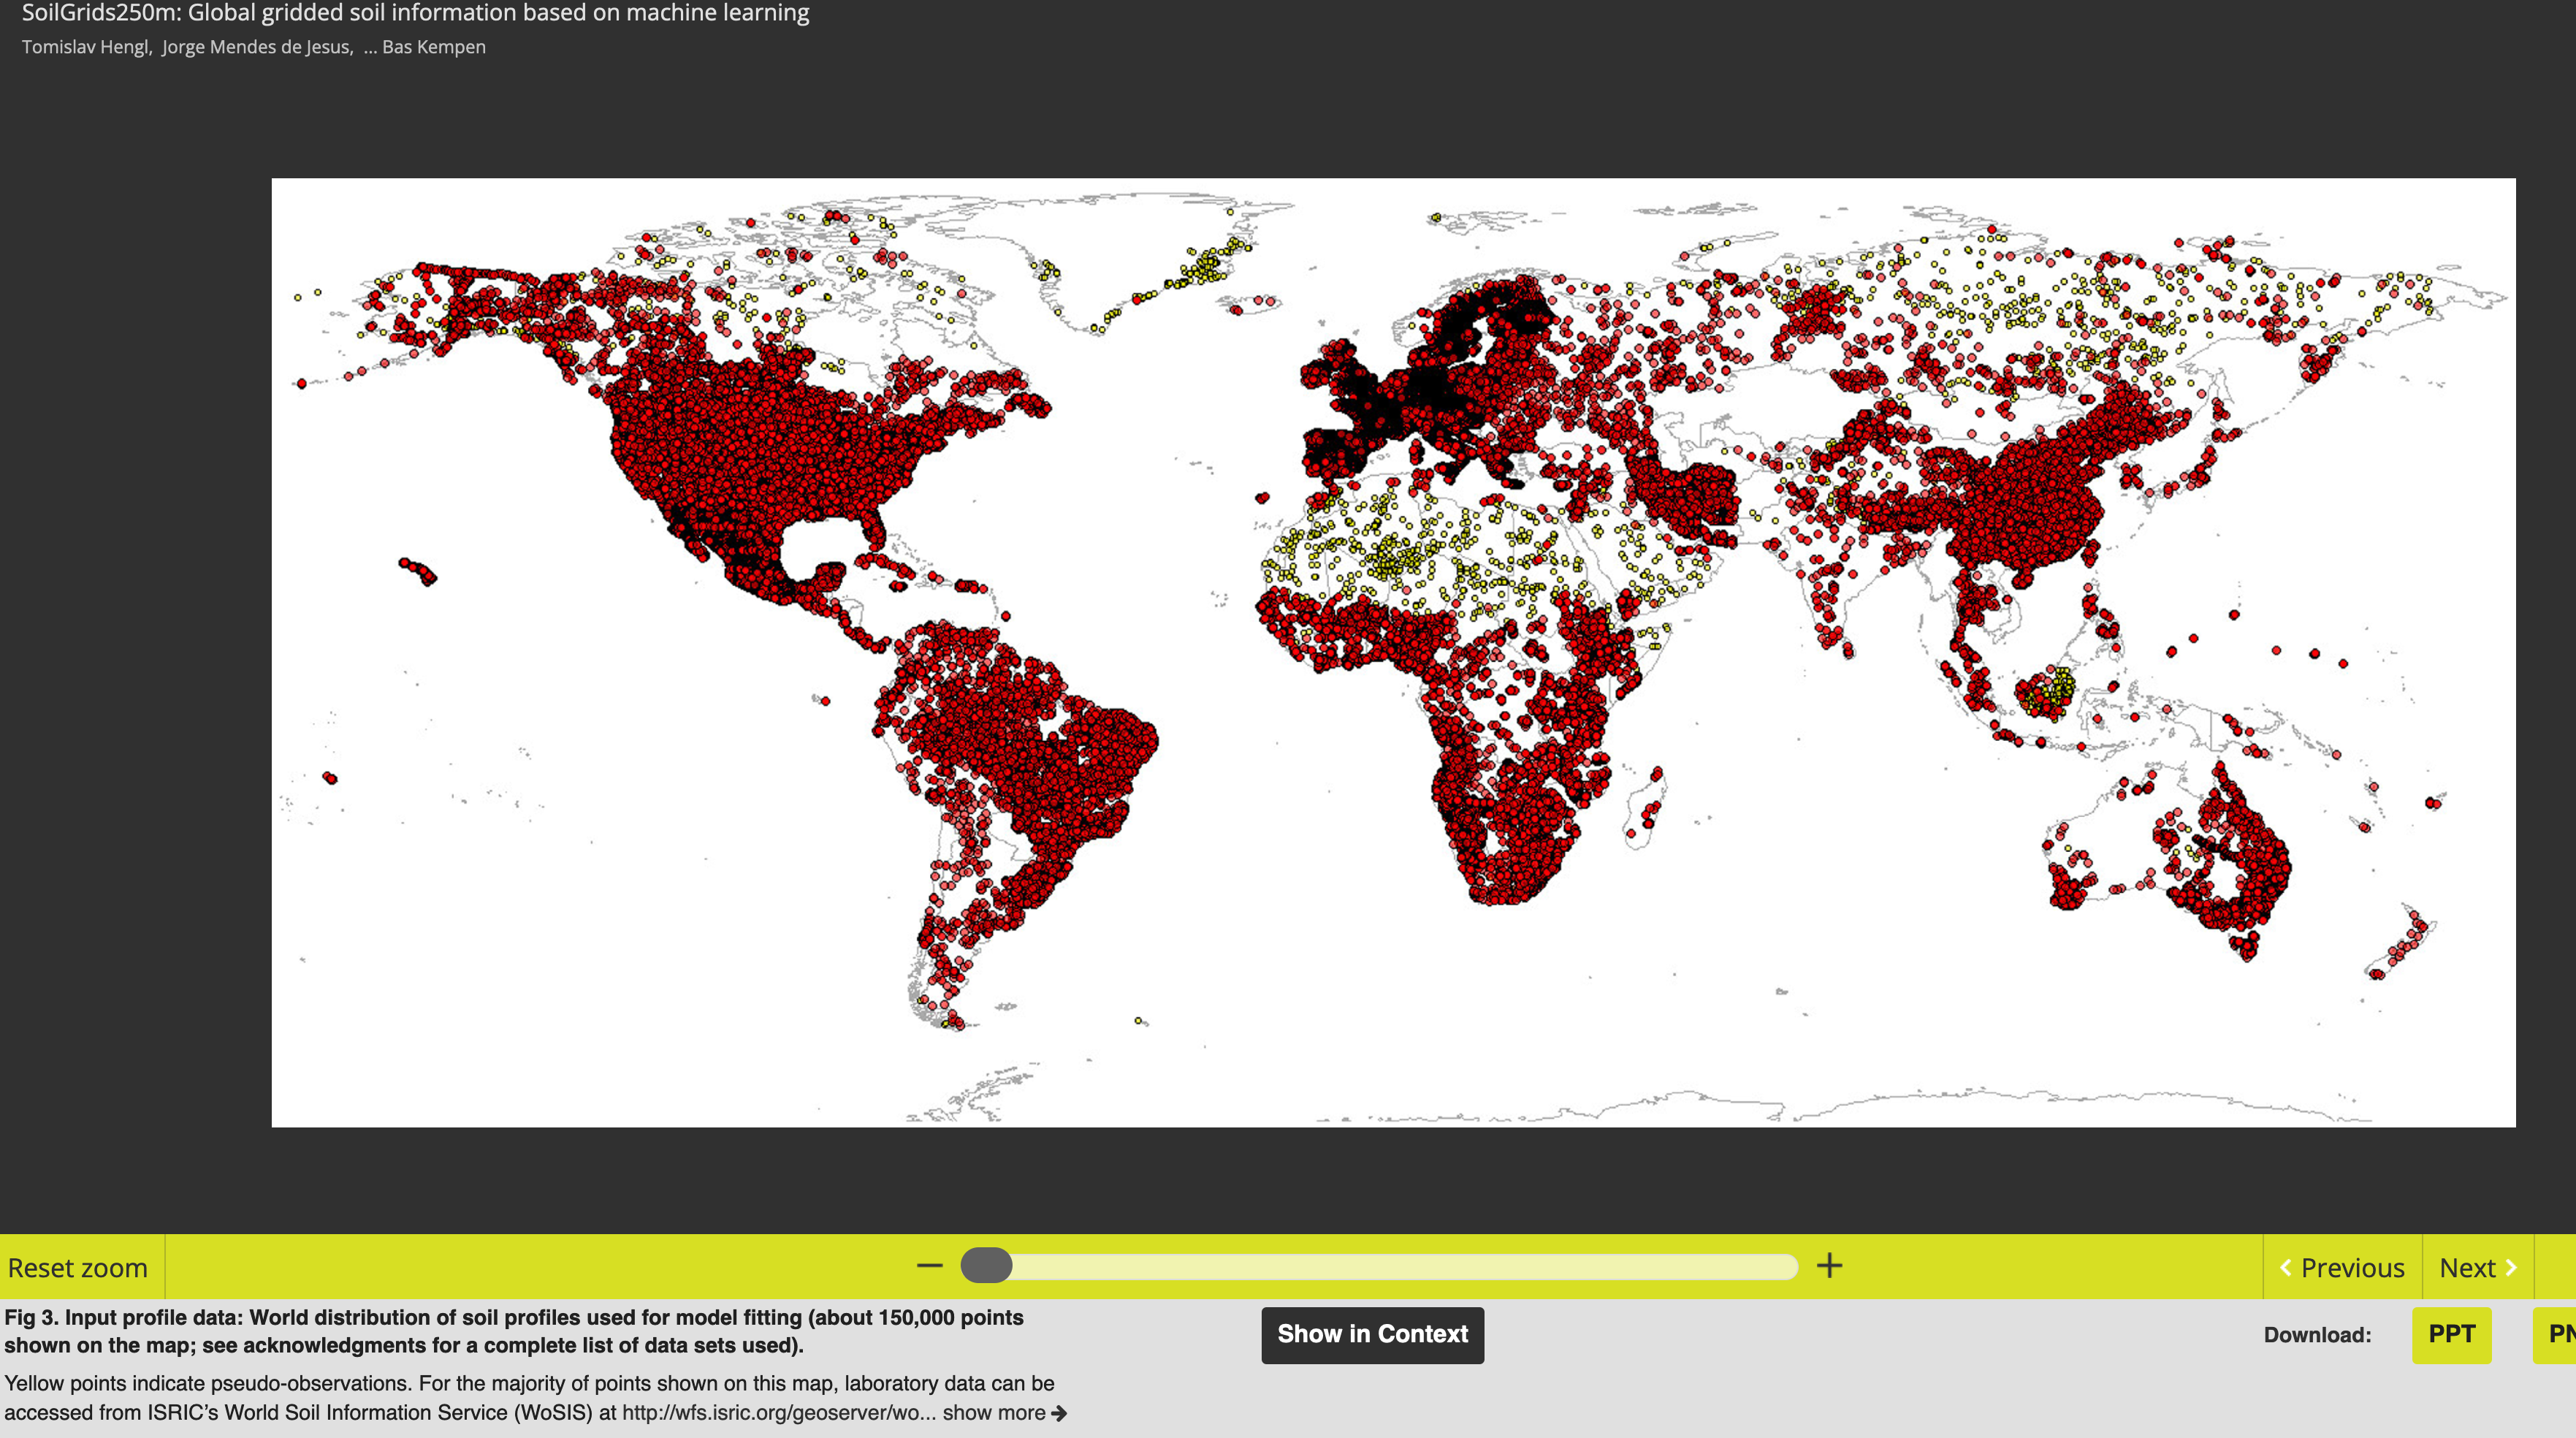 SoilGrids250m: Global gridded soil information based on machine learning
Tomislav Hengl,  Jorge Mendes de Jesus,  ... Bas Kempen
Reset zoom
Previous
Next
Fig 3. Input profile data: World distribution of soil profiles used for model fitting (about 150,000 points
shown on the map; see acknowledgments for a complete list of data sets used).
Show in Context
Download:
PPT
PN
Yellow points indicate pseudo-observations. For the majority of points shown on this map, laboratory data can be
accessed from ISRIC’s World Soil Information Service (WoSIS) at http://wfs.isric.org/geoserver/wo... show more